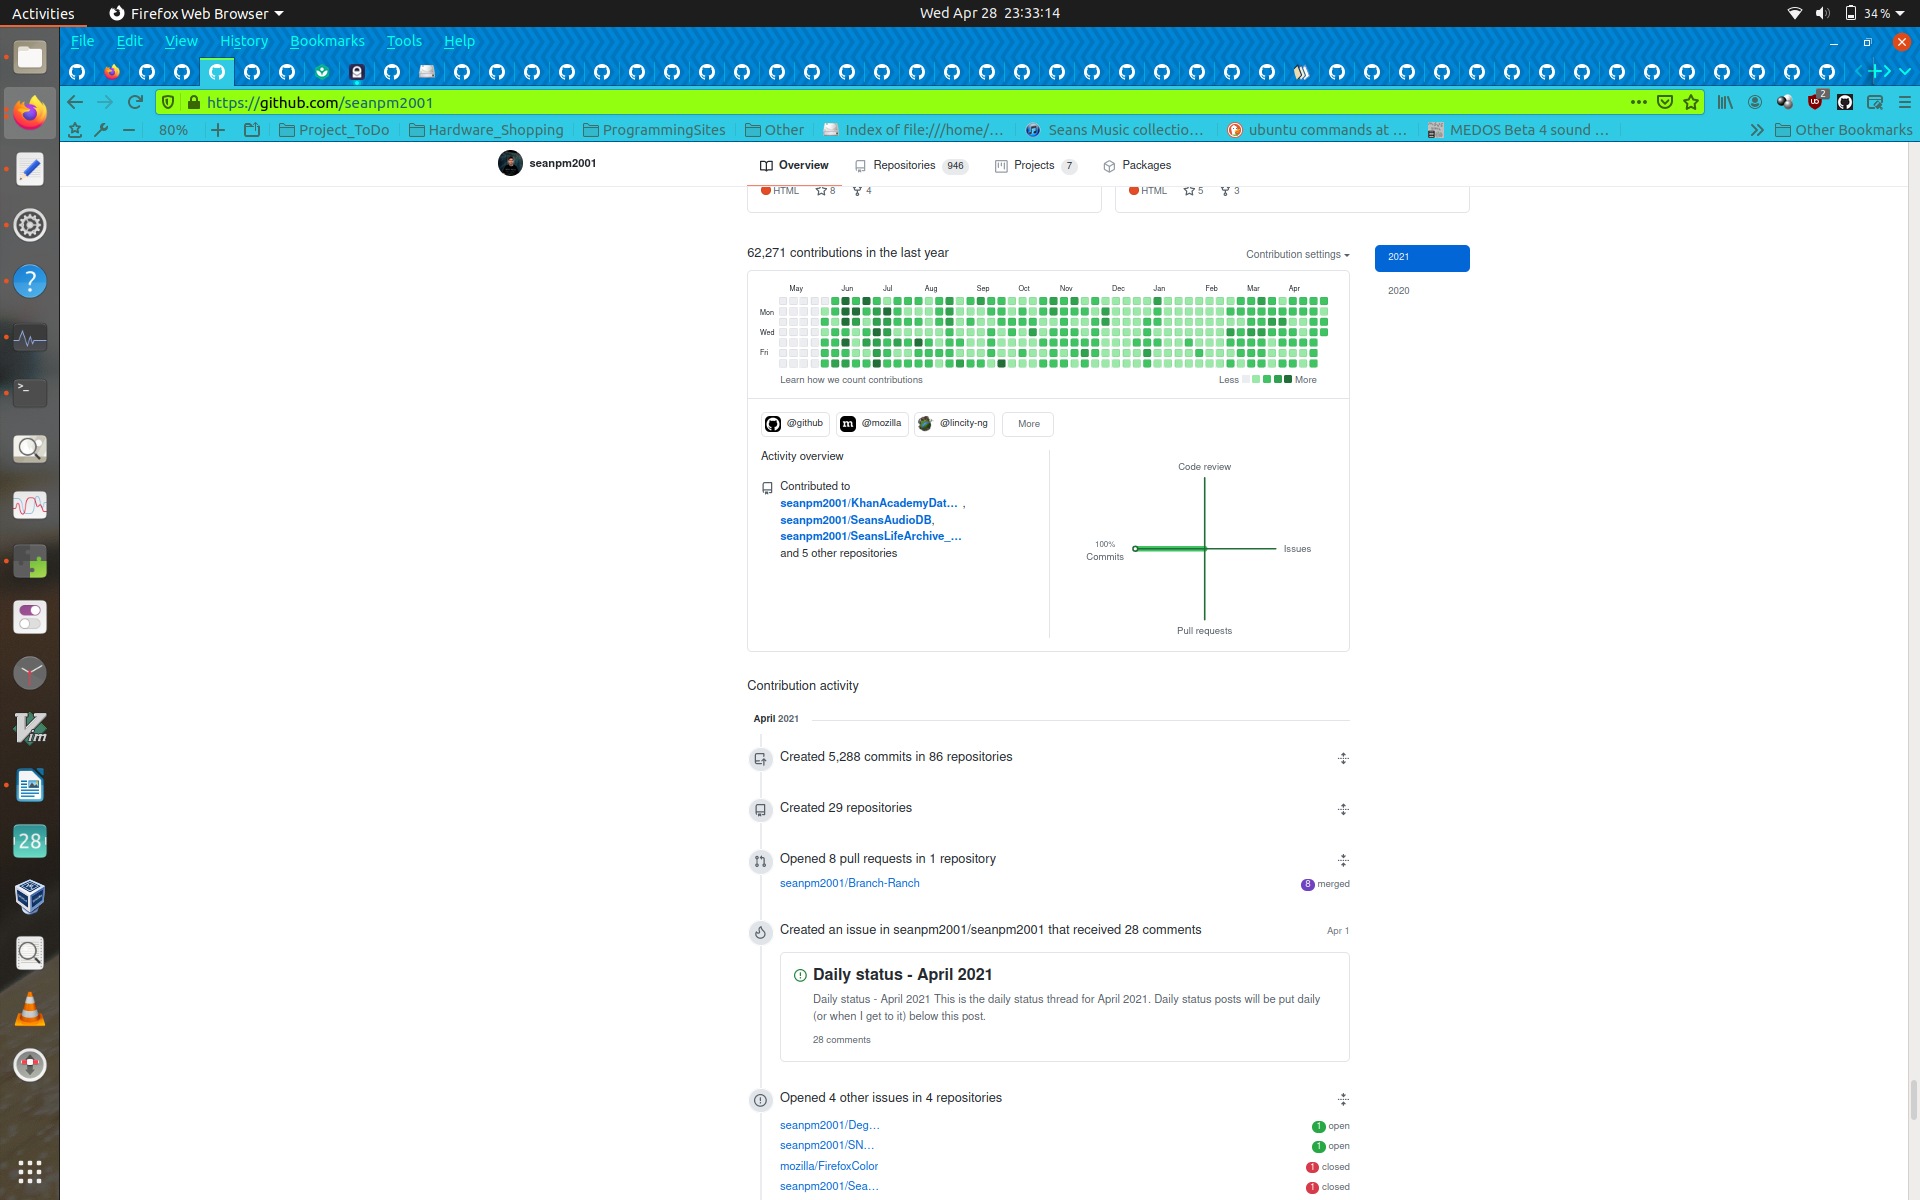 Activities
Firefox Web Browser
Wed Apr 28 23:33:14
34 %
File Edit View History Bookmarks Tools Help
https://github.com/seanpm2001
2
80%
Project_ToDo
Hardware_Shopping
ProgrammingSites
Other
Index of file:///home/...
Seans Music collectio...
ubuntu commands at ...
MEDOS Beta 4 sound ...
Other Bookmarks
seanpm2001
Overview
Repositories 946
Projects 7
Packages
HTML 8 4
HTML 5 3
62,271 contributions in the last year
Contribution settings
2021
2020
May Jun Jul Aug Sep Oct Nov Dec Jan Feb Mar Apr
Mon
Wed
Fri
Learn how we count contributions
Less More
@github
m @mozilla
@lincity-ng
More
Activity overview
Contributed to
seanpm2001/KhanAcademyDat... ,
seanpm2001/SeansAudioDB,
seanpm2001/SeansLifeArchive_...
and 5 other repositories
Code review
100%
Commits
Issues
Pull requests
Contribution activity
April 2021
Created 5,288 commits in 86 repositories
Created 29 repositories
Opened 8 pull requests in 1 repository
seanpm2001/Branch-Ranch
8 merged
Created an issue in seanpm2001/seanpm2001 that received 28 comments
Apr 1
Daily status - April 2021
Daily status - April 2021 This is the daily status thread for April 2021. Daily status posts will be put daily
(or when I get to it) below this post.
28 comments
Opened 4 other issues in 4 repositories
seanpm2001/Deg...
1 open
seanpm2001/SN...
1 open
mozilla/FirefoxColor
1 closed
seanpm2001/Sea...
1 closed
?
>_
Vim
28